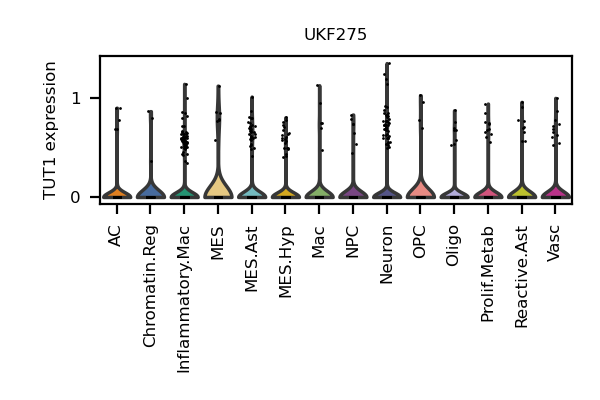 UKF275
TUT1 expression
1
0
AC
Chromatin.Reg
Inflammatory.Mac
MES
MES.Ast
MES.Hyp
Mac
NPC
Neuron
OPC
Oligo
Prolif.Metab
Reactive.Ast
Vasc